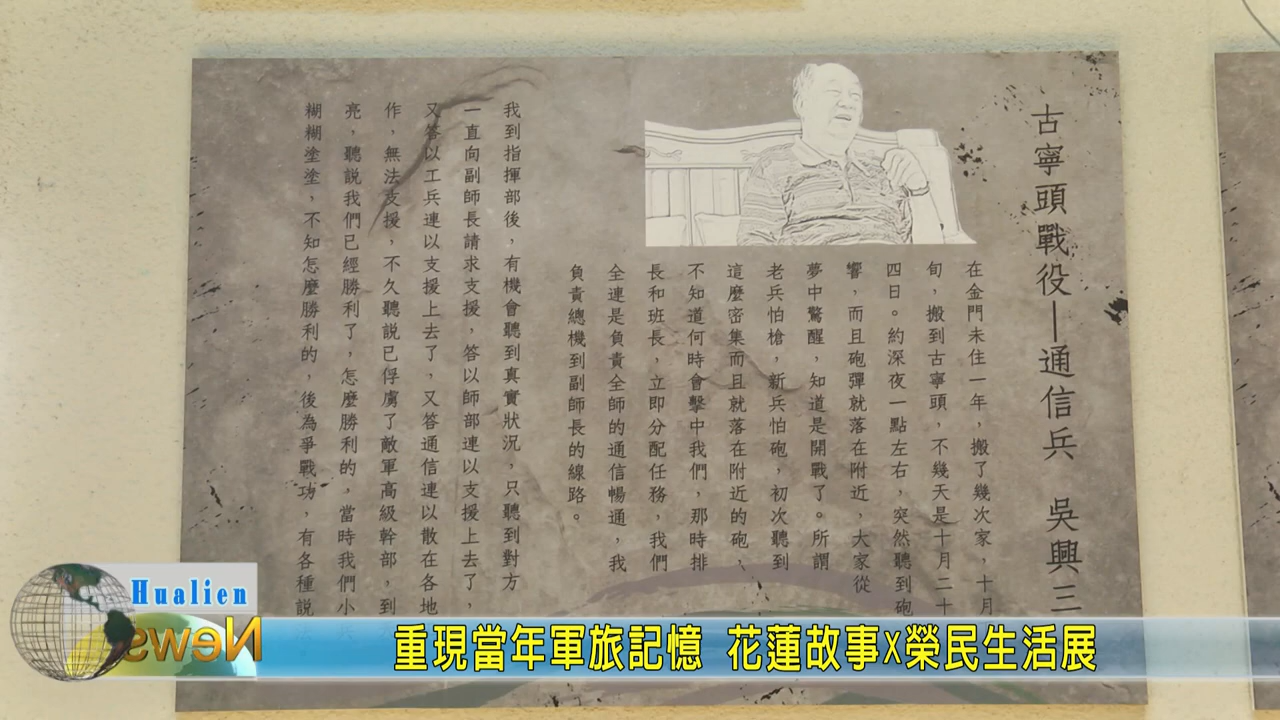 古寧頭戰役—通信兵 吳興三
在金門未住一年，搬了幾次家，十月
旬，搬到古寧頭，不幾天是十月二十
四日。約深夜一點左右，突然聽到砲
響，而且砲彈就落在附近，大家從
夢中驚醒，知道是開戰了。所謂
老兵怕槍，新兵怕砲，初次聽到
這麼密集而且就落在附近的砲，
不知道何時會擊中我們，那時排
長和班長，立即分配任務，我們
全連是負責全師的通信暢通，我
負責總機到副師長的線路。
我到指揮部後，有機會聽到真實狀況，只聽到對方
一直向副師長請求支援，答以師部連以支援上去了，
又答以工兵連以支援上去了，又答通信連以散在各地
作，無法支援，不久聽說已俘虜了敵軍高級幹部，到
亮，聽說我們已經勝利了，怎麼勝利的，當時我們小
糊糊塗塗，不知怎麼勝利的，後為爭戰功，有各種說
Hualien
News
重現當年軍旅記憶 花蓮故事X榮民生活展